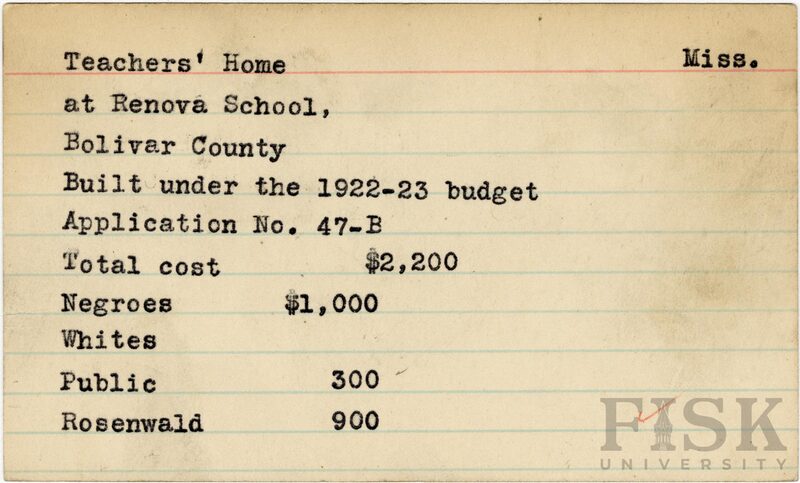 Teachers' Home Miss.
at Renova School,
Bolivar County
Built under the 1922-23 budget
Application No. 47-B
Total cost $2,200
Negroes $1,000
Whites
Public 300
Rosenwald 900
FISK
UNIVERSITY